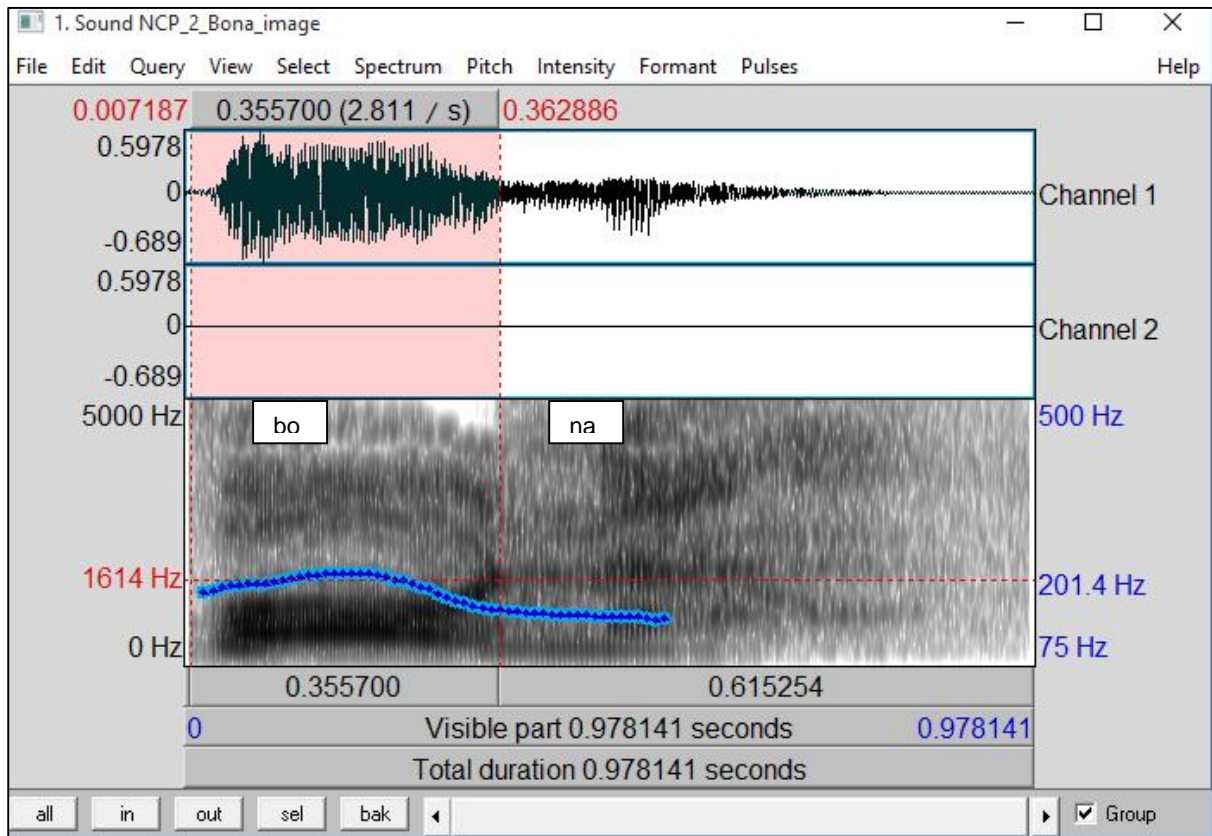 1. Sound NCP_2_Bona_image
File Edit Query View Select Spectrum Pitch Intensity Formant Pulses Help
0.007187 0.355700 (2.811 / s) 0.362886
0.5978
0
-0.689
Channel 1
0.5978
0
-0.689
Channel 2
5000 Hz bo na 500 Hz
1614 Hz 201.4 Hz
0 Hz 75 Hz
0.355700 0.615254
0 Visible part 0.978141 seconds 0.978141
Total duration 0.978141 seconds
all in out sel bak Group